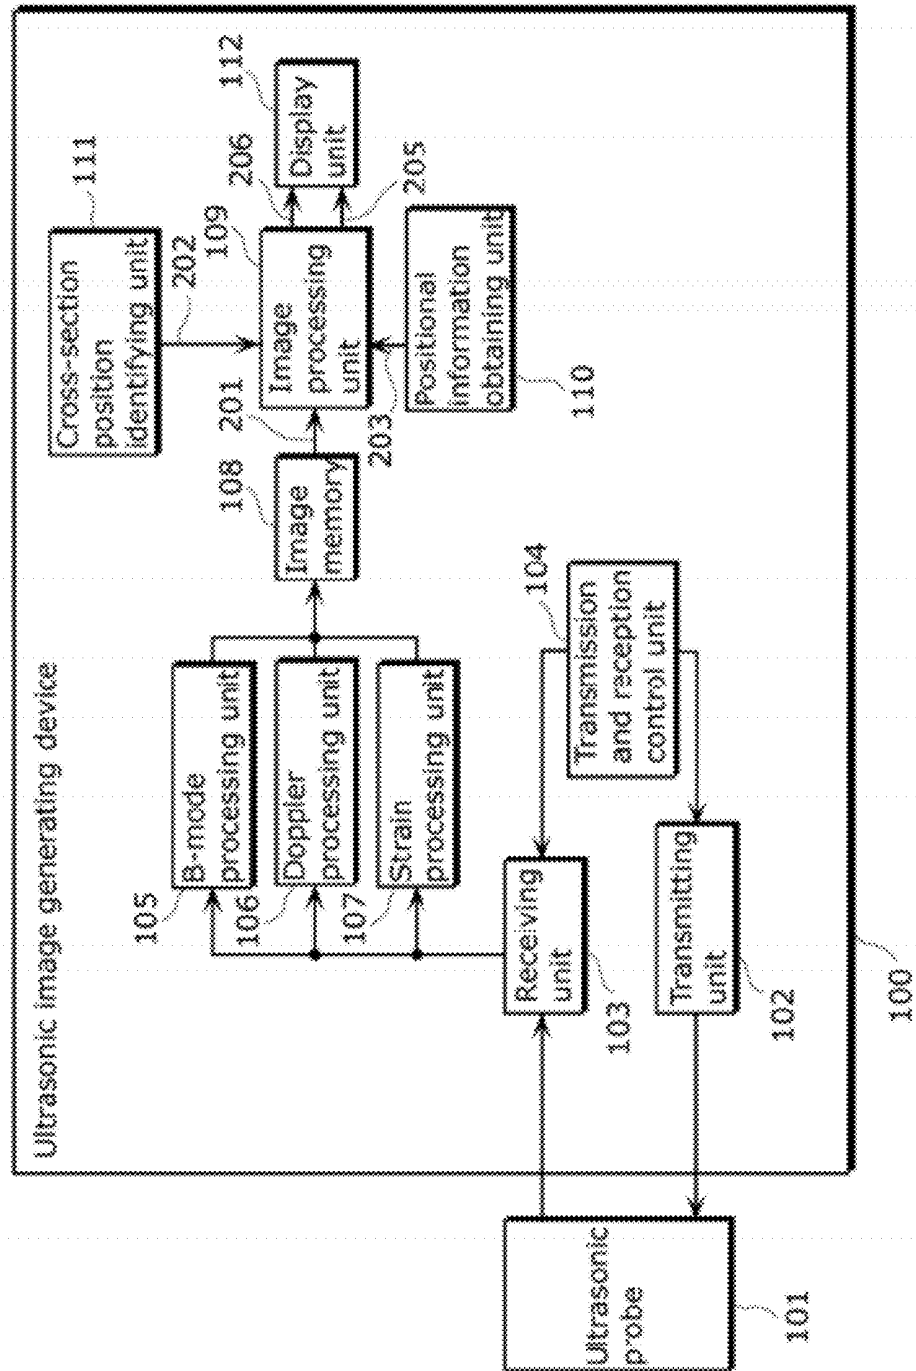 Ultrasonic image generating device
111
Cross-section
position
identifying unit
202
105
B-mode
processing unit
108
201
109
206
112
106
Doppler
processing unit
Image
memory
Image
processing
unit
Display
unit
107
Strain
processing unit
203
205
Positional
information
obtaining unit
110
Ultrasonic
probe
101
Receiving
unit
103
104
Transmission
and reception
control unit
Transmitting
unit
102
100